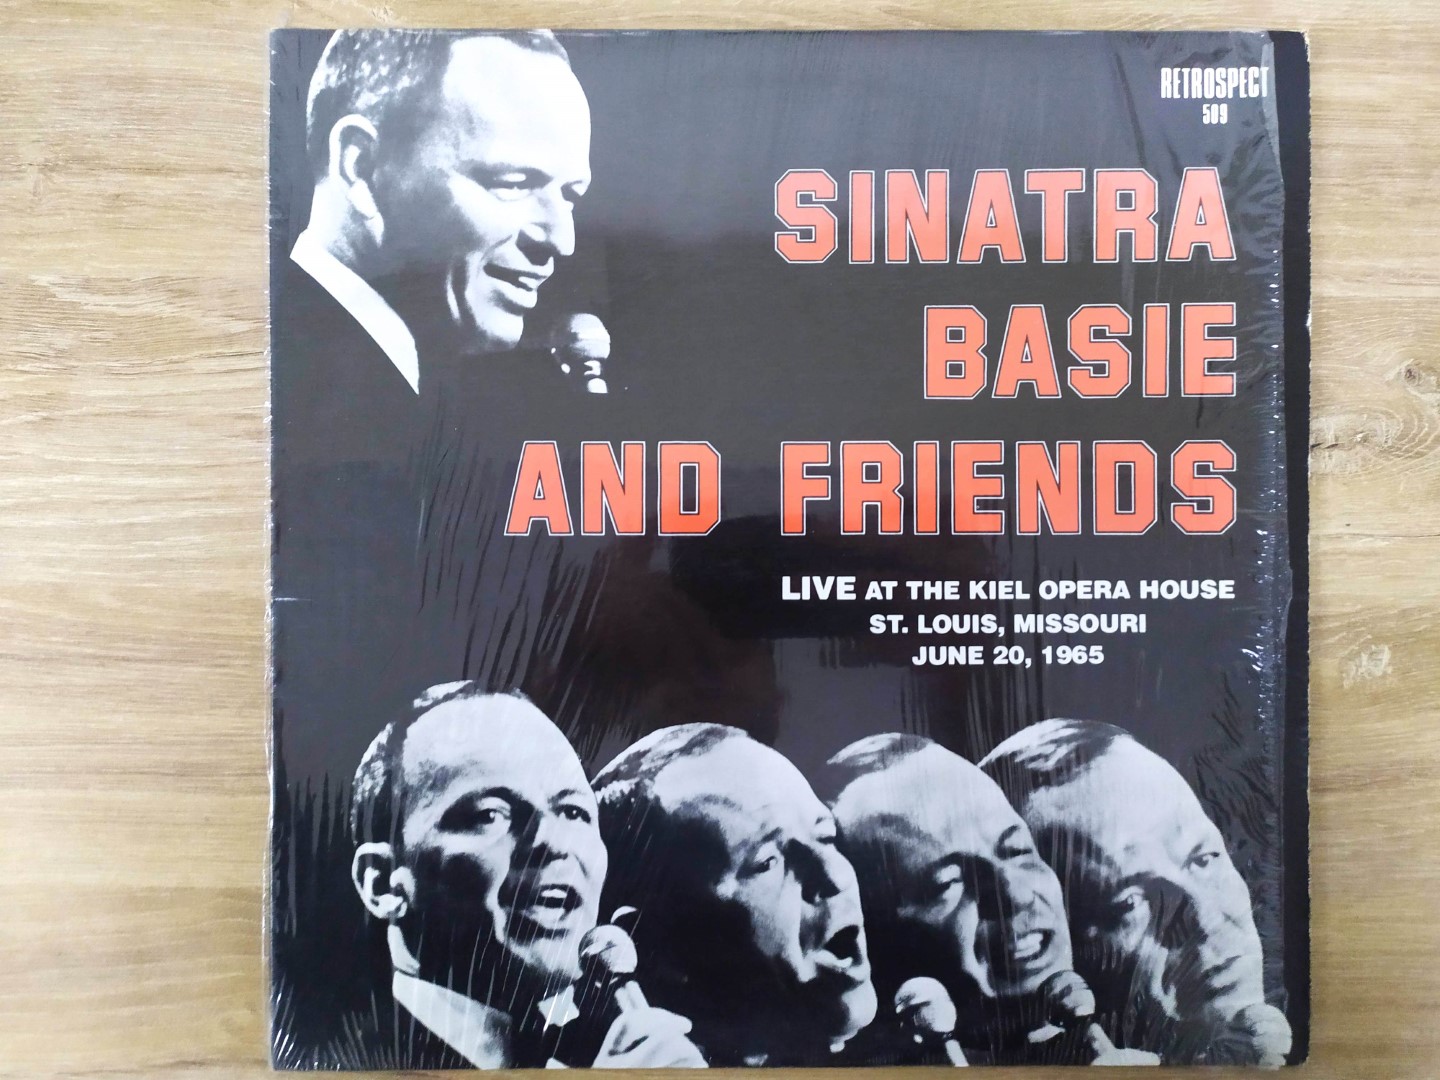 RETROSPECT
509
SINATRA
BASIE
AND FRIENDS
LIVE AT THE KIEL OPERA HOUSE
ST. LOUIS, MISSOURI
JUNE 20, 1965